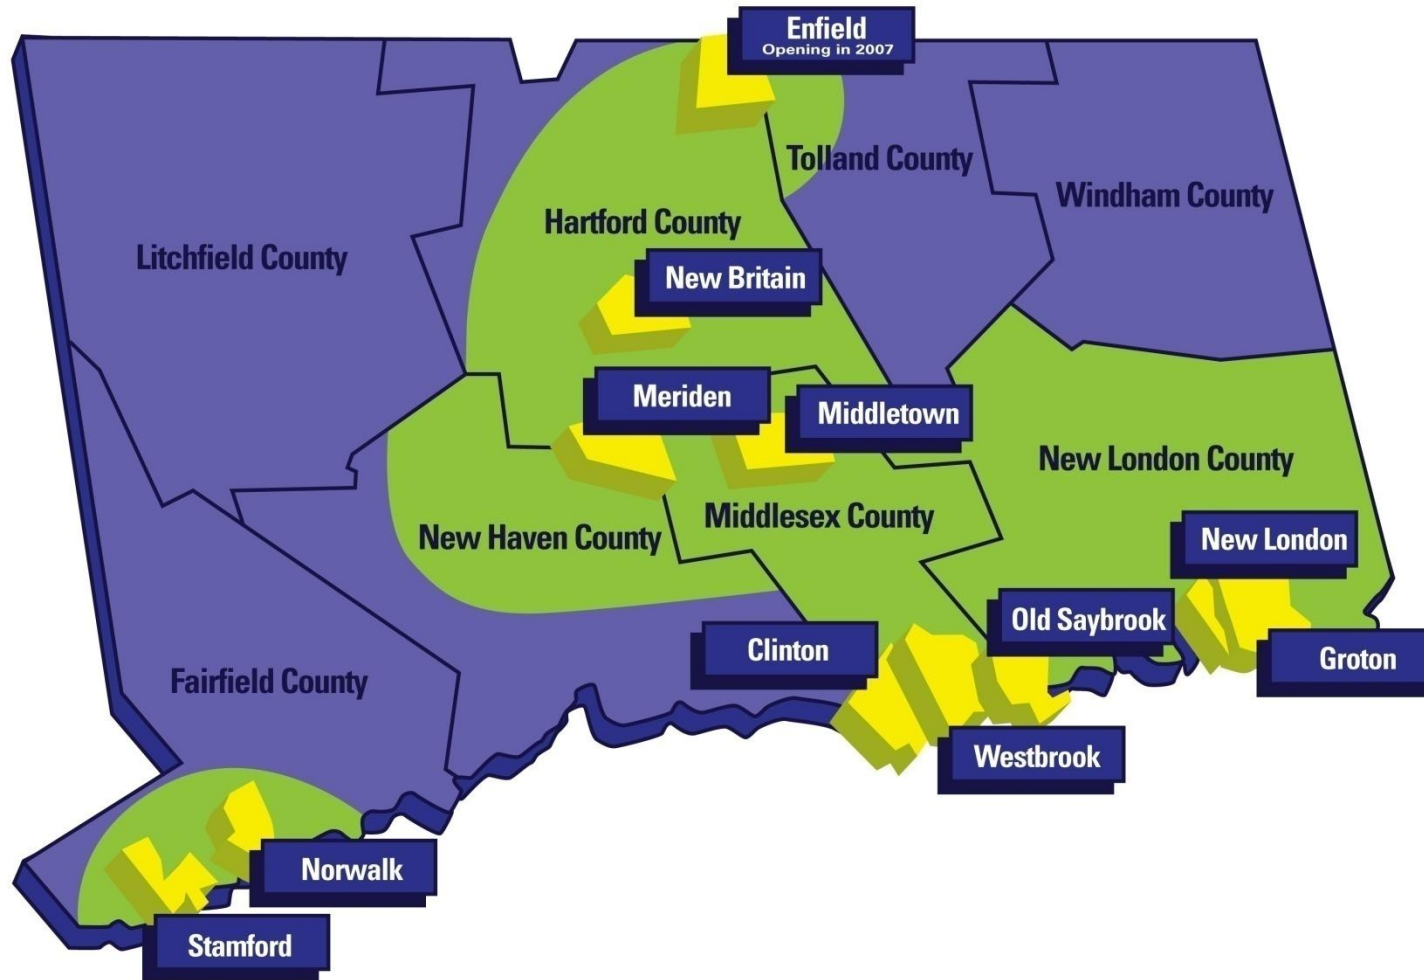 Enfield
Opening in 2007
Tolland County
Windham County
Hartford County
Litchfield County
New Britain
Meriden
Middletown
New London County
Middlesex County
New Haven County
New London
Old Saybrook
Clinton
Groton
Fairfield County
Westbrook
Norwalk
Stamford